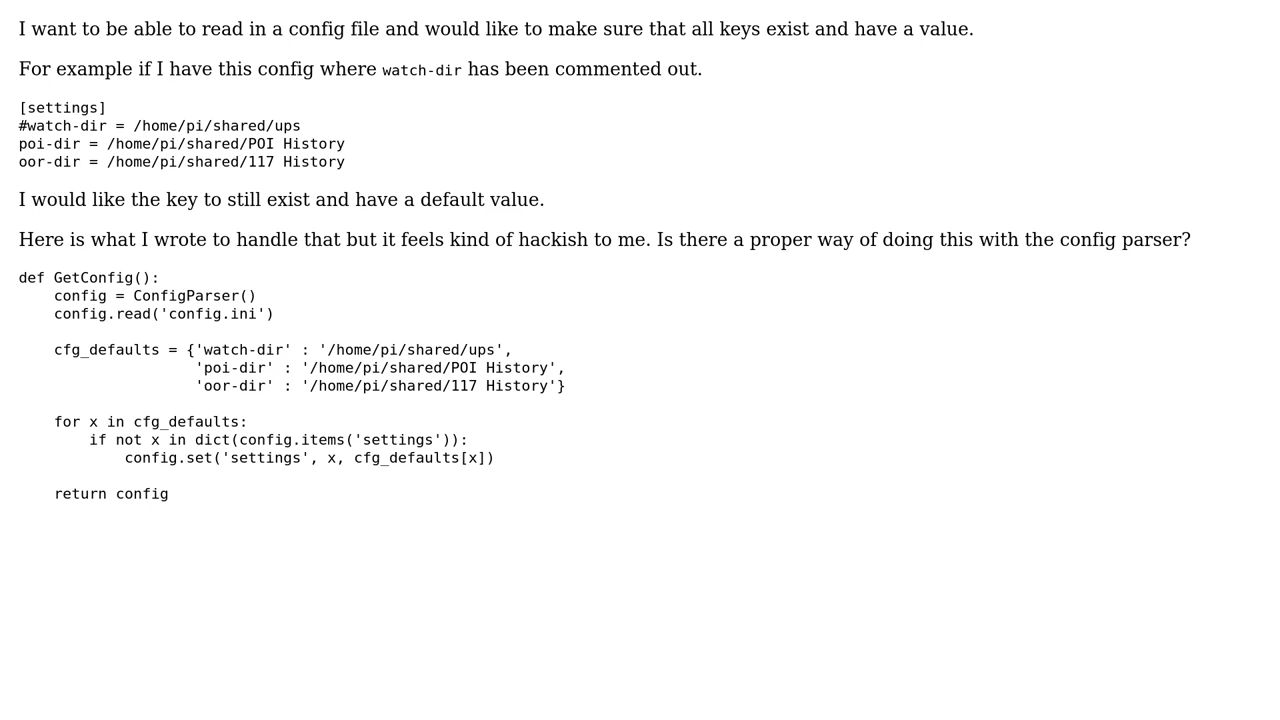 I want to be able to read in a config file and would like to make sure that all keys exist and have a value.
For example if I have this config where watch-dir has been commented out.
[settings]
#watch-dir = /home/pi/shared/ups
poi-dir = /home/pi/shared/POI History
oor-dir = /home/pi/shared/117 History
I would like the key to still exist and have a default value.
Here is what I wrote to handle that but it feels kind of hackish to me. Is there a proper way of doing this with the config parser?
def GetConfig():
    config = ConfigParser()
    config.read('config.ini')
    cfg_defaults = {'watch-dir' : '/home/pi/shared/ups',
                    'poi-dir' : '/home/pi/shared/POI History',
                    'oor-dir' : '/home/pi/shared/117 History'}
    for x in cfg_defaults:
        if not x in dict(config.items('settings')):
            config.set('settings', x, cfg_defaults[x])
    return config